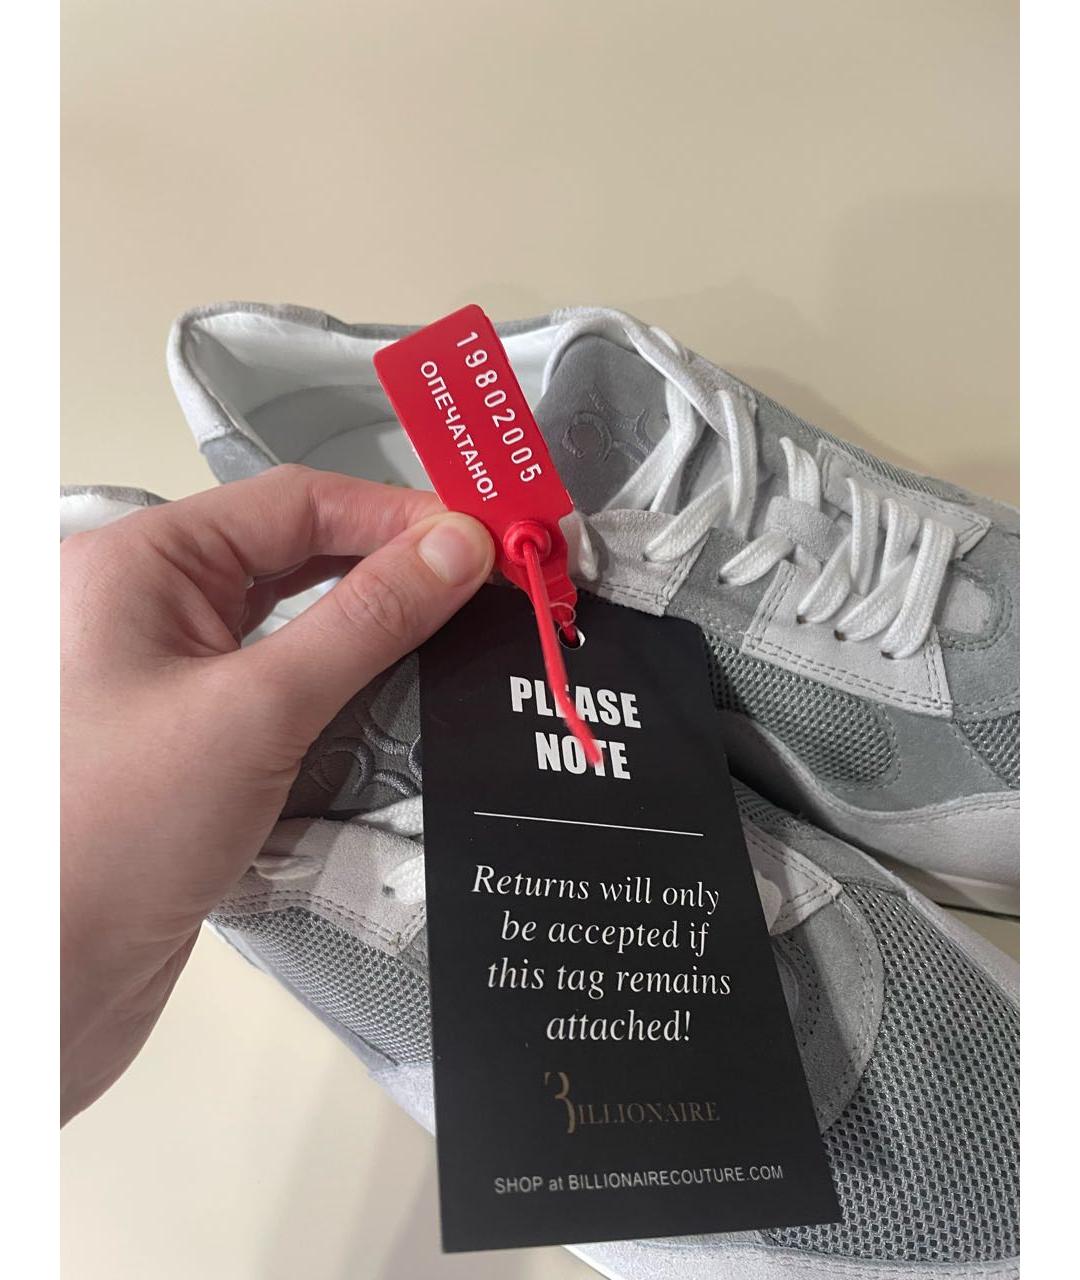 19802005
ОПЕЧАТАНО!
PLEASE
NOTE
Returns will only
be accepted if
this tag remains
attached!
BILLIONAIRE
SHOP at BILLIONAIRECOUTURE.COM